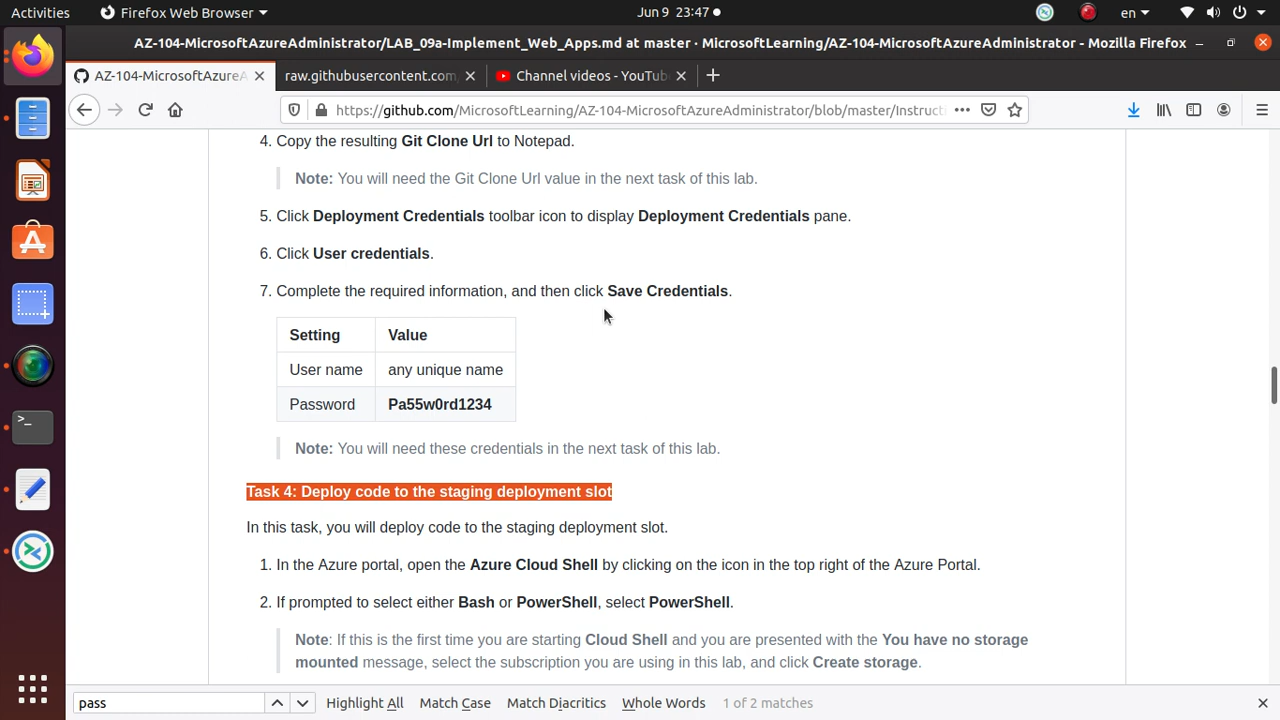 Activities Firefox Web Browser Jun 9 23:47 en
AZ-104-MicrosoftAzureAdministrator/LAB_09a-Implement_Web_Apps.md at master · MicrosoftLearning/AZ-104-MicrosoftAzureAdministrator - Mozilla Firefox
AZ-104-MicrosoftAzureA raw.githubusercontent.com Channel videos - YouTub
https://github.com/MicrosoftLearning/AZ-104-MicrosoftAzureAdministrator/blob/master/Instructi
4. Copy the resulting Git Clone Url to Notepad.
Note: You will need the Git Clone Url value in the next task of this lab.
5. Click Deployment Credentials toolbar icon to display Deployment Credentials pane.
6. Click User credentials.
7. Complete the required information, and then click Save Credentials.
Setting Value
User name any unique name
Password Pa55w0rd1234
Note: You will need these credentials in the next task of this lab.
Task 4: Deploy code to the staging deployment slot
In this task, you will deploy code to the staging deployment slot.
1. In the Azure portal, open the Azure Cloud Shell by clicking on the icon in the top right of the Azure Portal.
2. If prompted to select either Bash or PowerShell, select PowerShell.
Note: If this is the first time you are starting Cloud Shell and you are presented with the You have no storage
mounted message, select the subscription you are using in this lab, and click Create storage.
pass Highlight All Match Case Match Diacritics Whole Words 1 of 2 matches